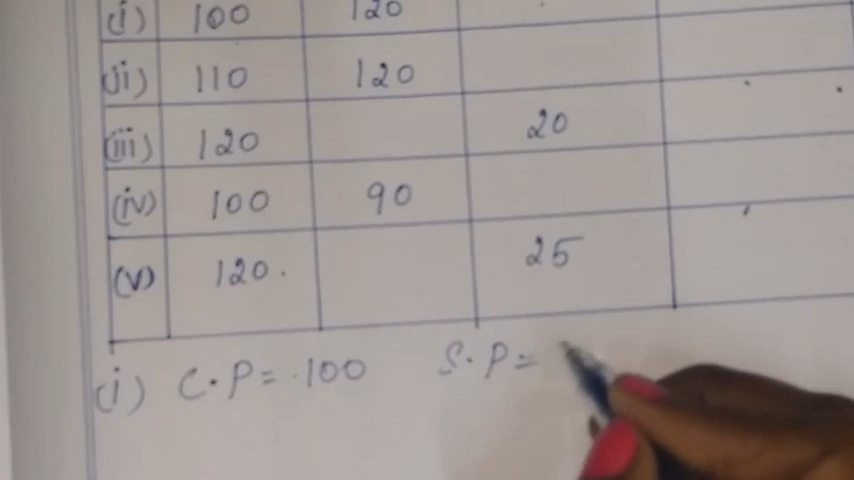 (i) 100 120
(ii) 110 120
(iii) 120 20
(iv) 100 90
(v) 120. 25
(i) C.P = 100 S.P =